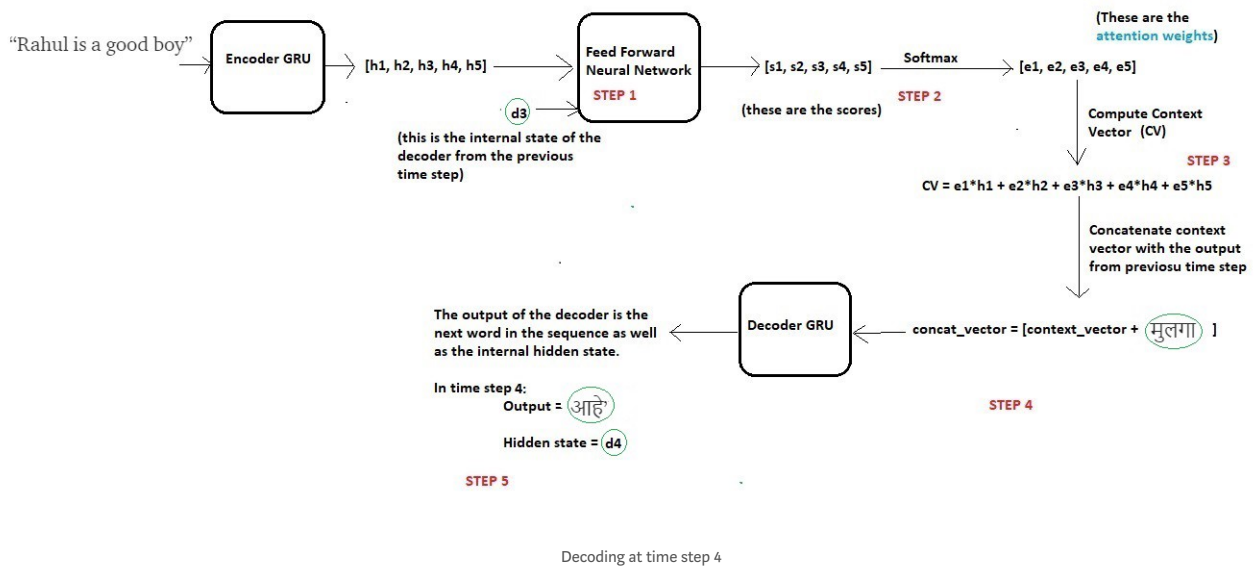 “Rahul is a good boy”
Encoder GRU
[h1, h2, h3, h4, h5]
d3
(this is the internal state of the
decoder from the previous
time step)
Feed Forward
Neural Network
STEP 1
[s1, s2, s3, s4, s5]
(these are the scores)
Softmax
STEP 2
(These are the
attention weights)
[e1, e2, e3, e4, e5]
Compute Context
Vector (CV)
STEP 3
CV = e1*h1 + e2*h2 + e3*h3 + e4*h4 + e5*h5
Concatenate context
vector with the output
from previosu time step
concat_vector = [context_vector + मुलगा ]
STEP 4
Decoder GRU
The output of the decoder is the
next word in the sequence as well
as the internal hidden state.
In time step 4:
Output = आहे’
Hidden state = d4
STEP 5
Decoding at time step 4